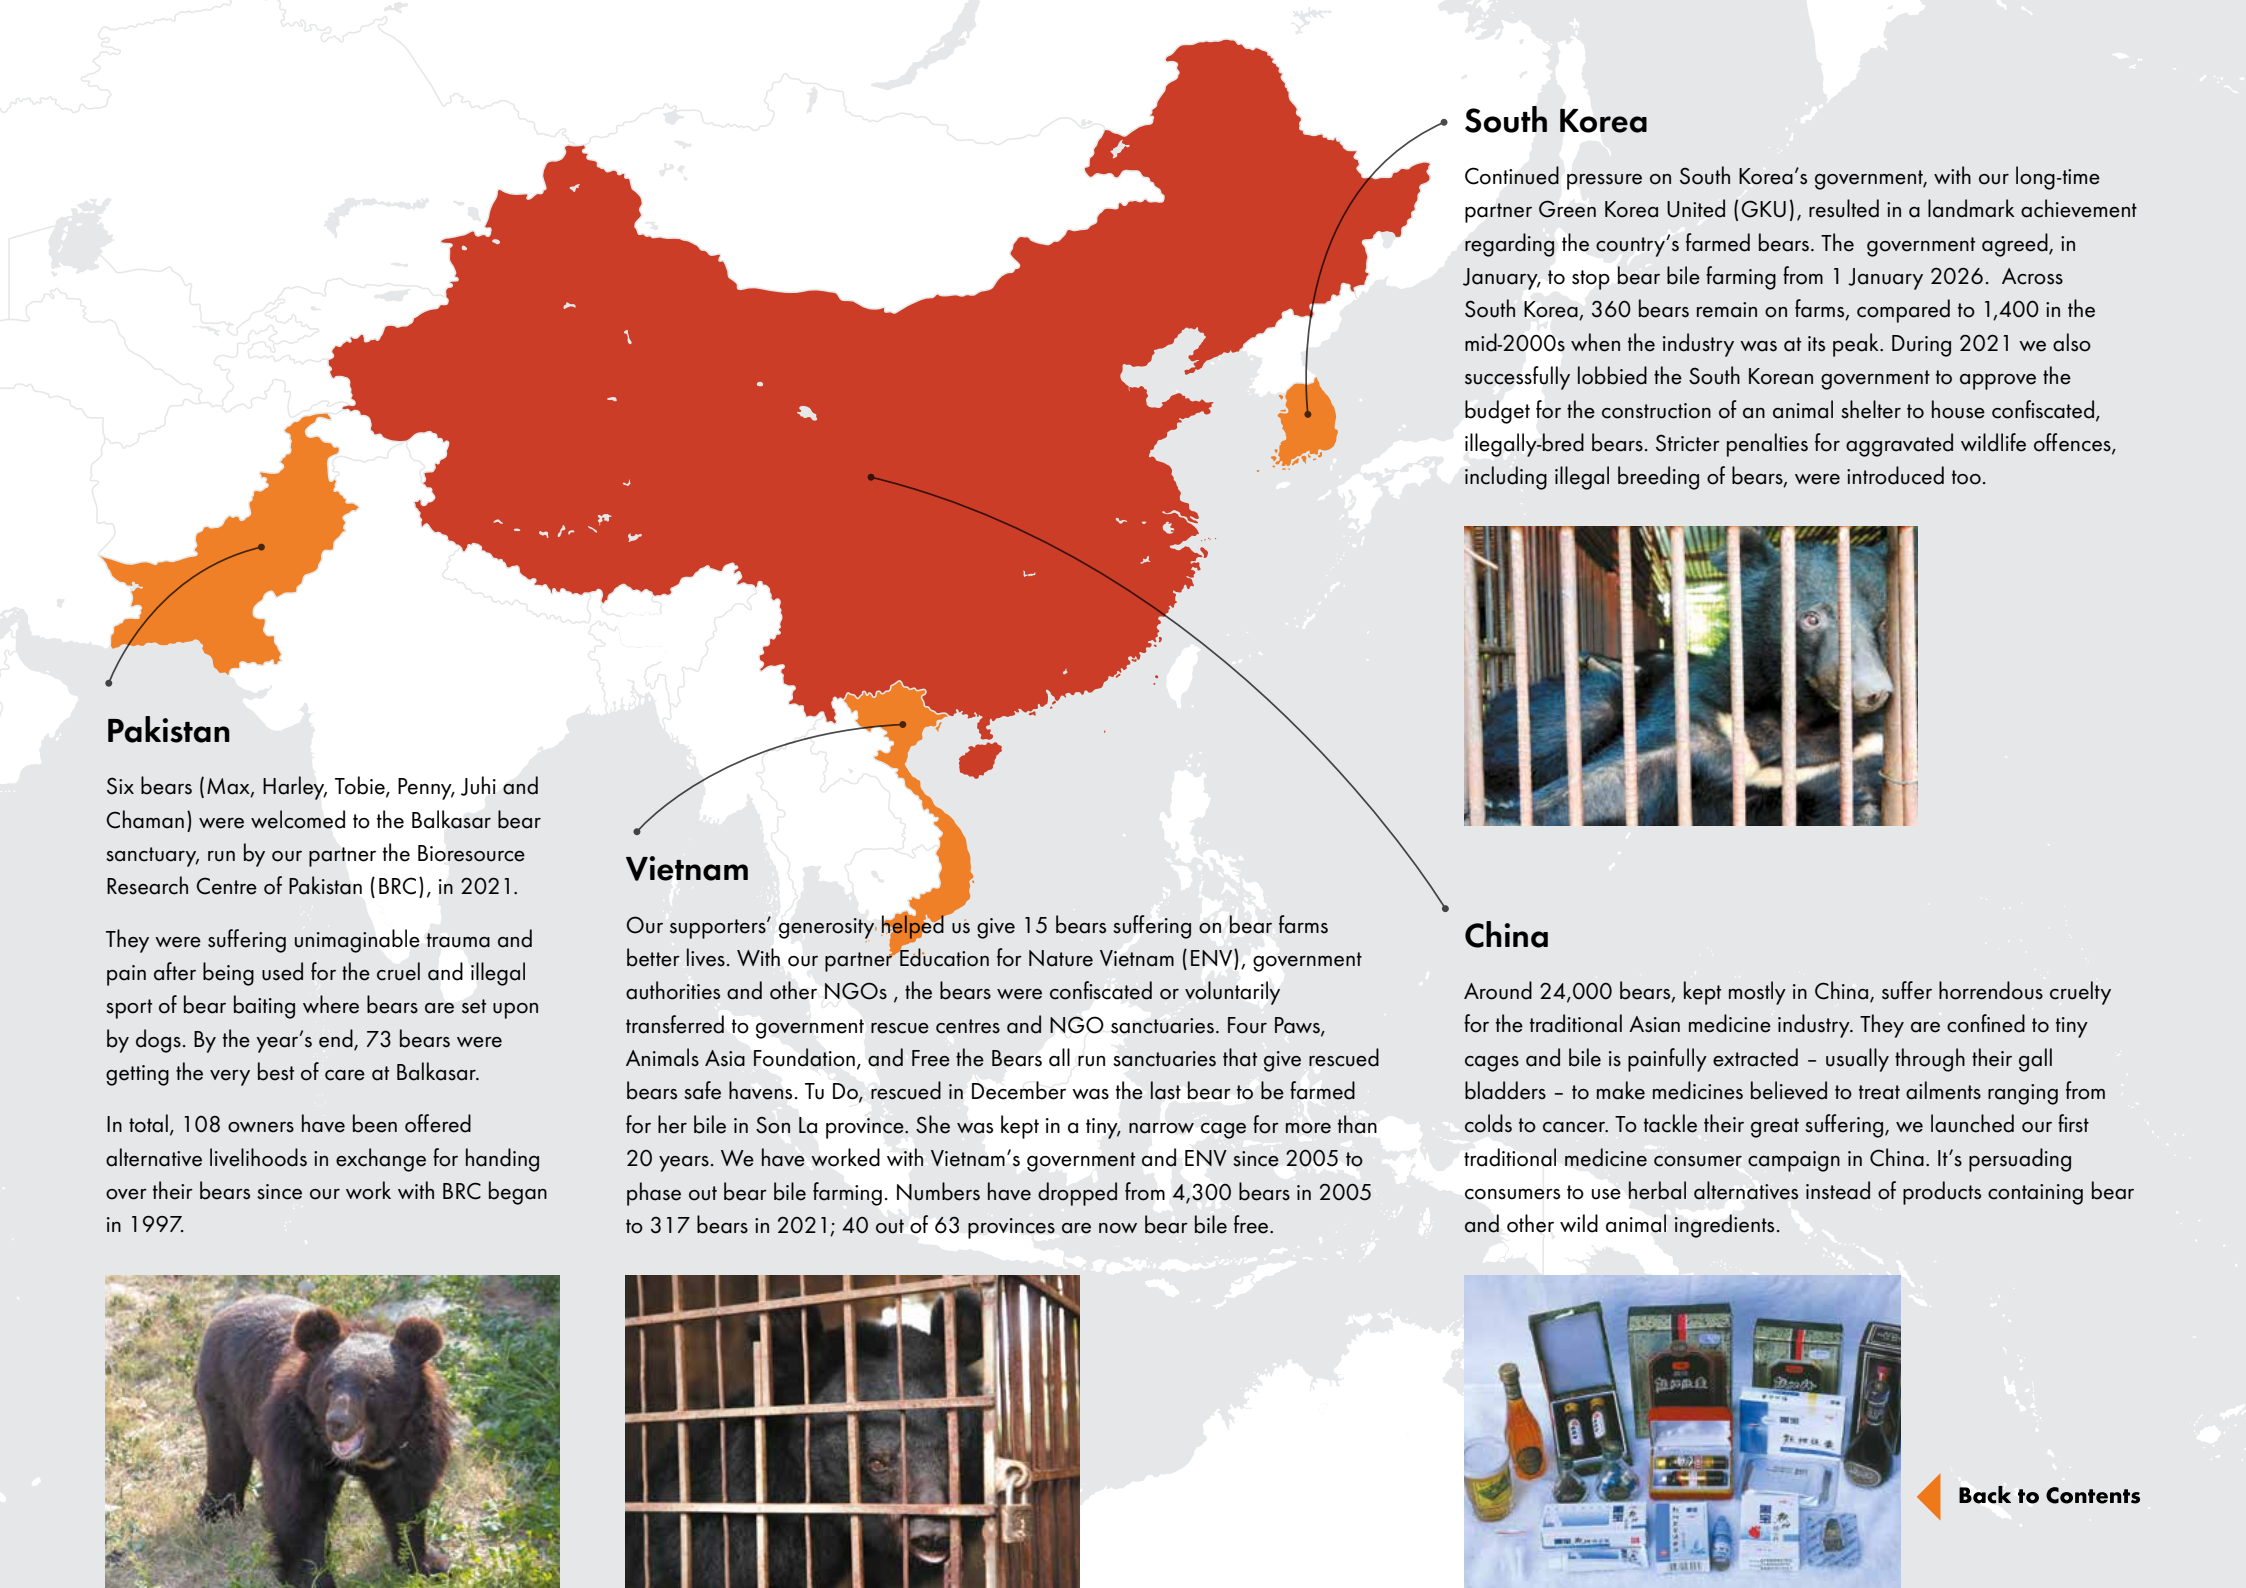 South Korea
Continued pressure on South Korea’s government, with our long-time
partner Green Korea United (GKU), resulted in a landmark achievement
regarding the country’s farmed bears. The  government agreed, in
January, to stop bear bile farming from 1 January 2026.  Across
South Korea, 360 bears remain on farms, compared to 1,400 in the
mid-2000s when the industry was at its peak. During 2021 we also
successfully lobbied the South Korean government to approve the
budget for the construction of an animal shelter to house confiscated,
illegally-bred bears. Stricter penalties for aggravated wildlife offences,
including illegal breeding of bears, were introduced too.
Pakistan
Six bears (Max, Harley, Tobie, Penny, Juhi and
Chaman) were welcomed to the Balkasar bear
sanctuary, run by our partner the Bioresource
Research Centre of Pakistan (BRC), in 2021.
They were suffering unimaginable trauma and
pain after being used for the cruel and illegal
sport of bear baiting where bears are set upon
by dogs. By the year’s end, 73 bears were
getting the very best of care at Balkasar.
In total, 108 owners have been offered
alternative livelihoods in exchange for handing
over their bears since our work with BRC began
in 1997.
Vietnam
Our supporters’ generosity helped us give 15 bears suffering on bear farms
better lives. With our partner Education for Nature Vietnam (ENV), government
authorities and other NGOs , the bears were confiscated or voluntarily
transferred to government rescue centres and NGO sanctuaries. Four Paws,
Animals Asia Foundation, and Free the Bears all run sanctuaries that give rescued
bears safe havens. Tu Do, rescued in December was the last bear to be farmed
for her bile in Son La province. She was kept in a tiny, narrow cage for more than
20 years. We have worked with Vietnam’s government and ENV since 2005 to
phase out bear bile farming. Numbers have dropped from 4,300 bears in 2005
to 317 bears in 2021; 40 out of 63 provinces are now bear bile free.
China
Around 24,000 bears, kept mostly in China, suffer horrendous cruelty
for the traditional Asian medicine industry. They are confined to tiny
cages and bile is painfully extracted – usually through their gall
bladders – to make medicines believed to treat ailments ranging from
colds to cancer. To tackle their great suffering, we launched our first
traditional medicine consumer campaign in China. It’s persuading
consumers to use herbal alternatives instead of products containing bear
and other wild animal ingredients.
Back to Contents